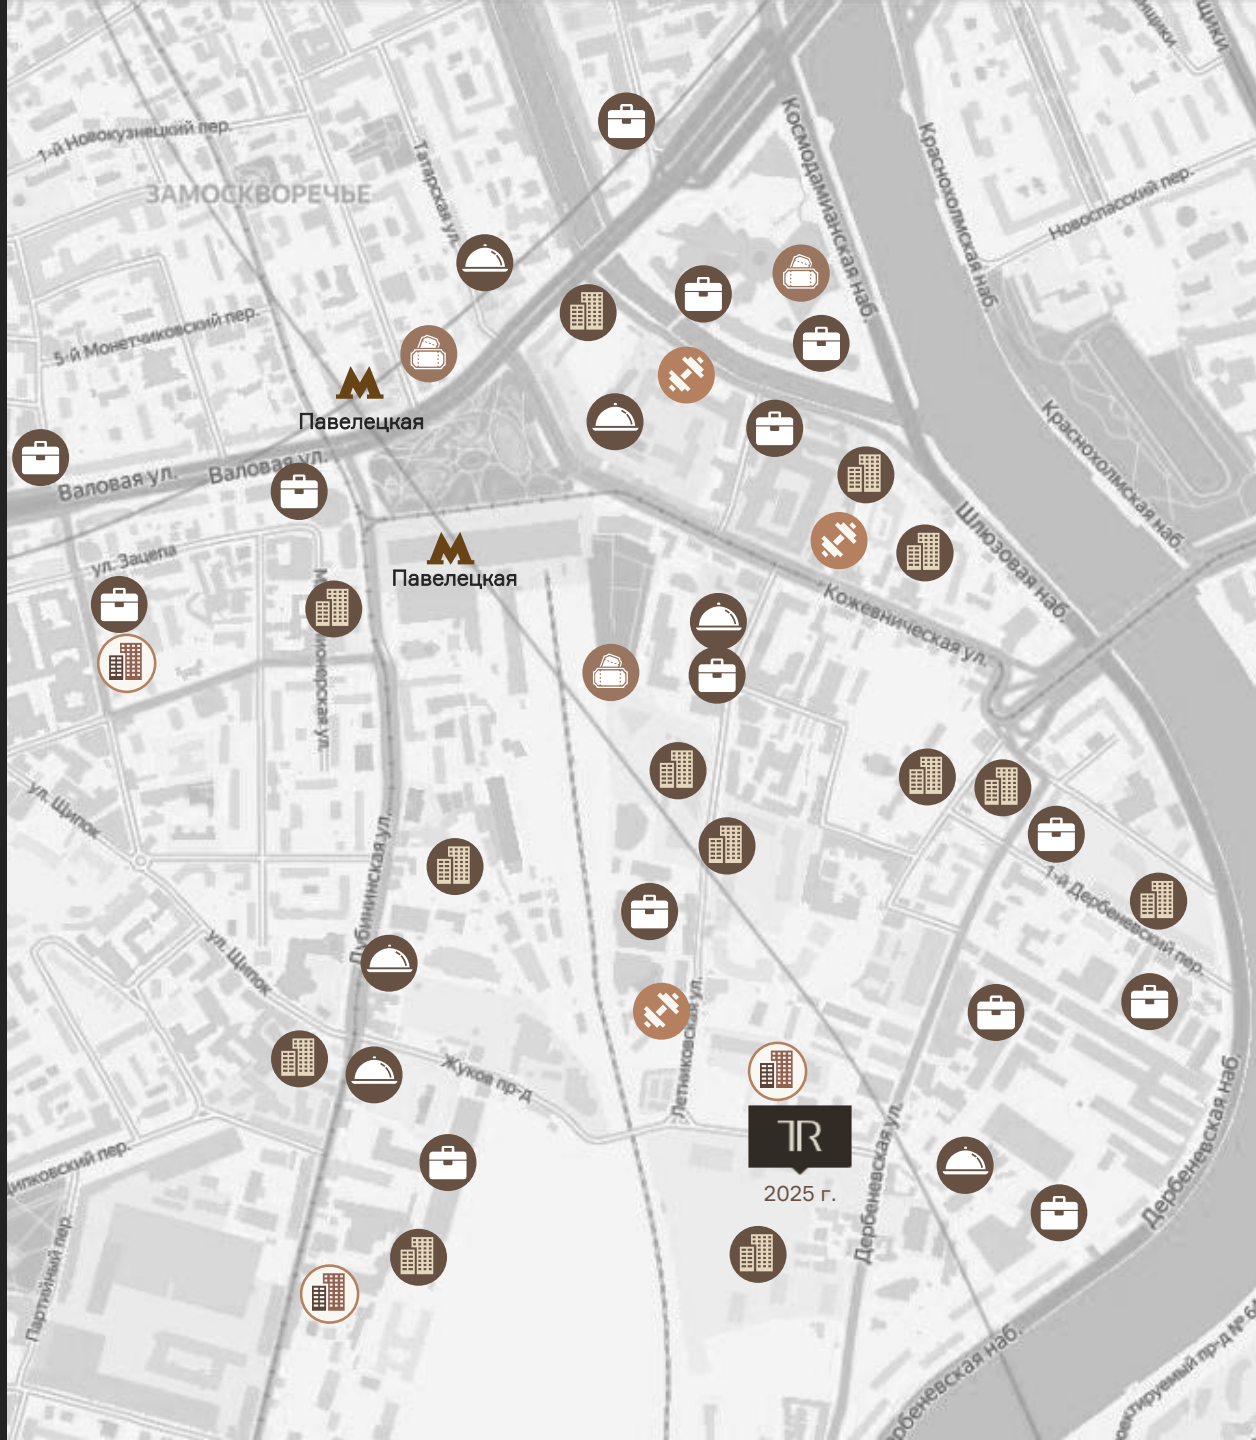 1-й Новокузнецкий пер.
ЗАМОСКВОРЕЧЬЕ
Татарская ул.
Космодамианская наб.
Краснохолмская наб.
Новоспасский пер.
5-й Монетчиковский пер.
Павелецкая
Валовая ул.
Валовая ул.
Краснохолмская наб.
ул. Зацепа
Павелецкая
Шлюзовая наб.
Кожевническая ул.
ул. Щипок
Дубининская ул.
1-й Дербеневский пер.
ул. Щипок
Летниковская ул.
Жуков пр-д
TR
2025 г.
Дербеневская ул.
Дербеневская наб.
Партийный пер.